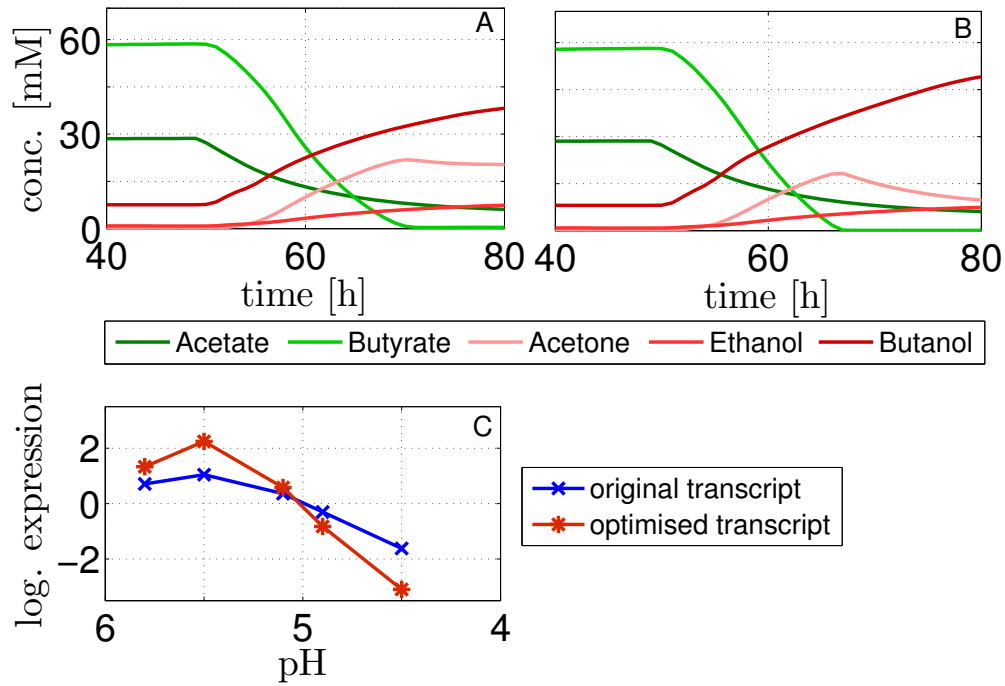 A
B
60
30
0
conc. [mM]
40
60
80
40
60
80
time [h]
time [h]
Acetate
Butyrate
Acetone
Ethanol
Butanol
C
2
0
−2
log. expression
6
5
4
pH
original transcript
optimised transcript